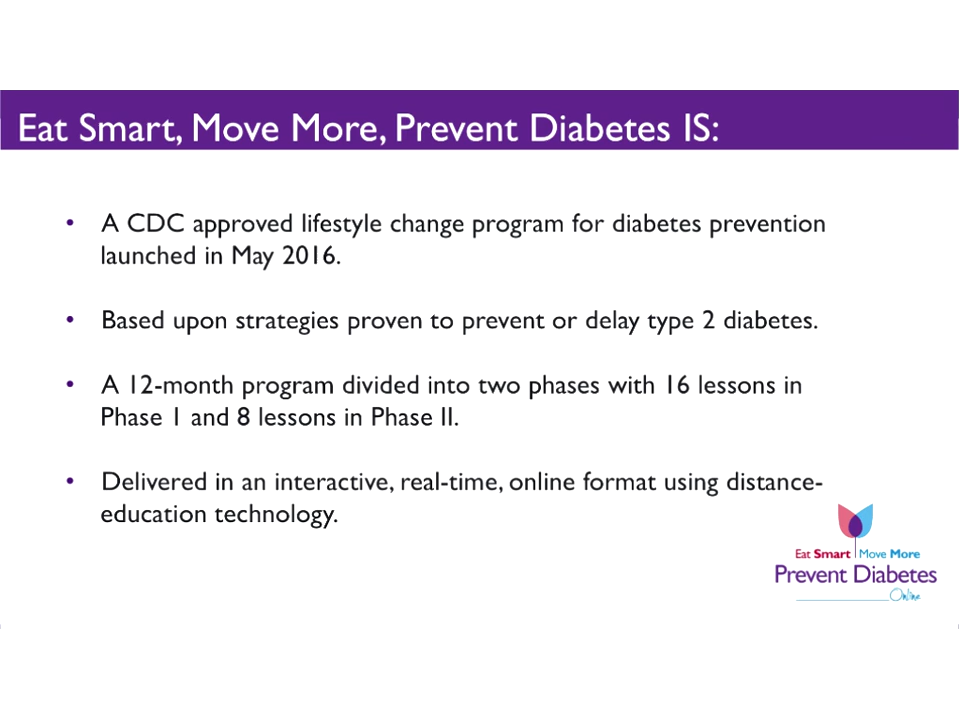 Eat Smart, Move More, Prevent Diabetes IS:
• A CDC approved lifestyle change program for diabetes prevention
launched in May 2016.
• Based upon strategies proven to prevent or delay type 2 diabetes.
• A 12-month program divided into two phases with 16 lessons in
Phase 1 and 8 lessons in Phase II.
• Delivered in an interactive, real-time, online format using distance-
education technology.
Eat Smart Move More
Prevent Diabetes
Online